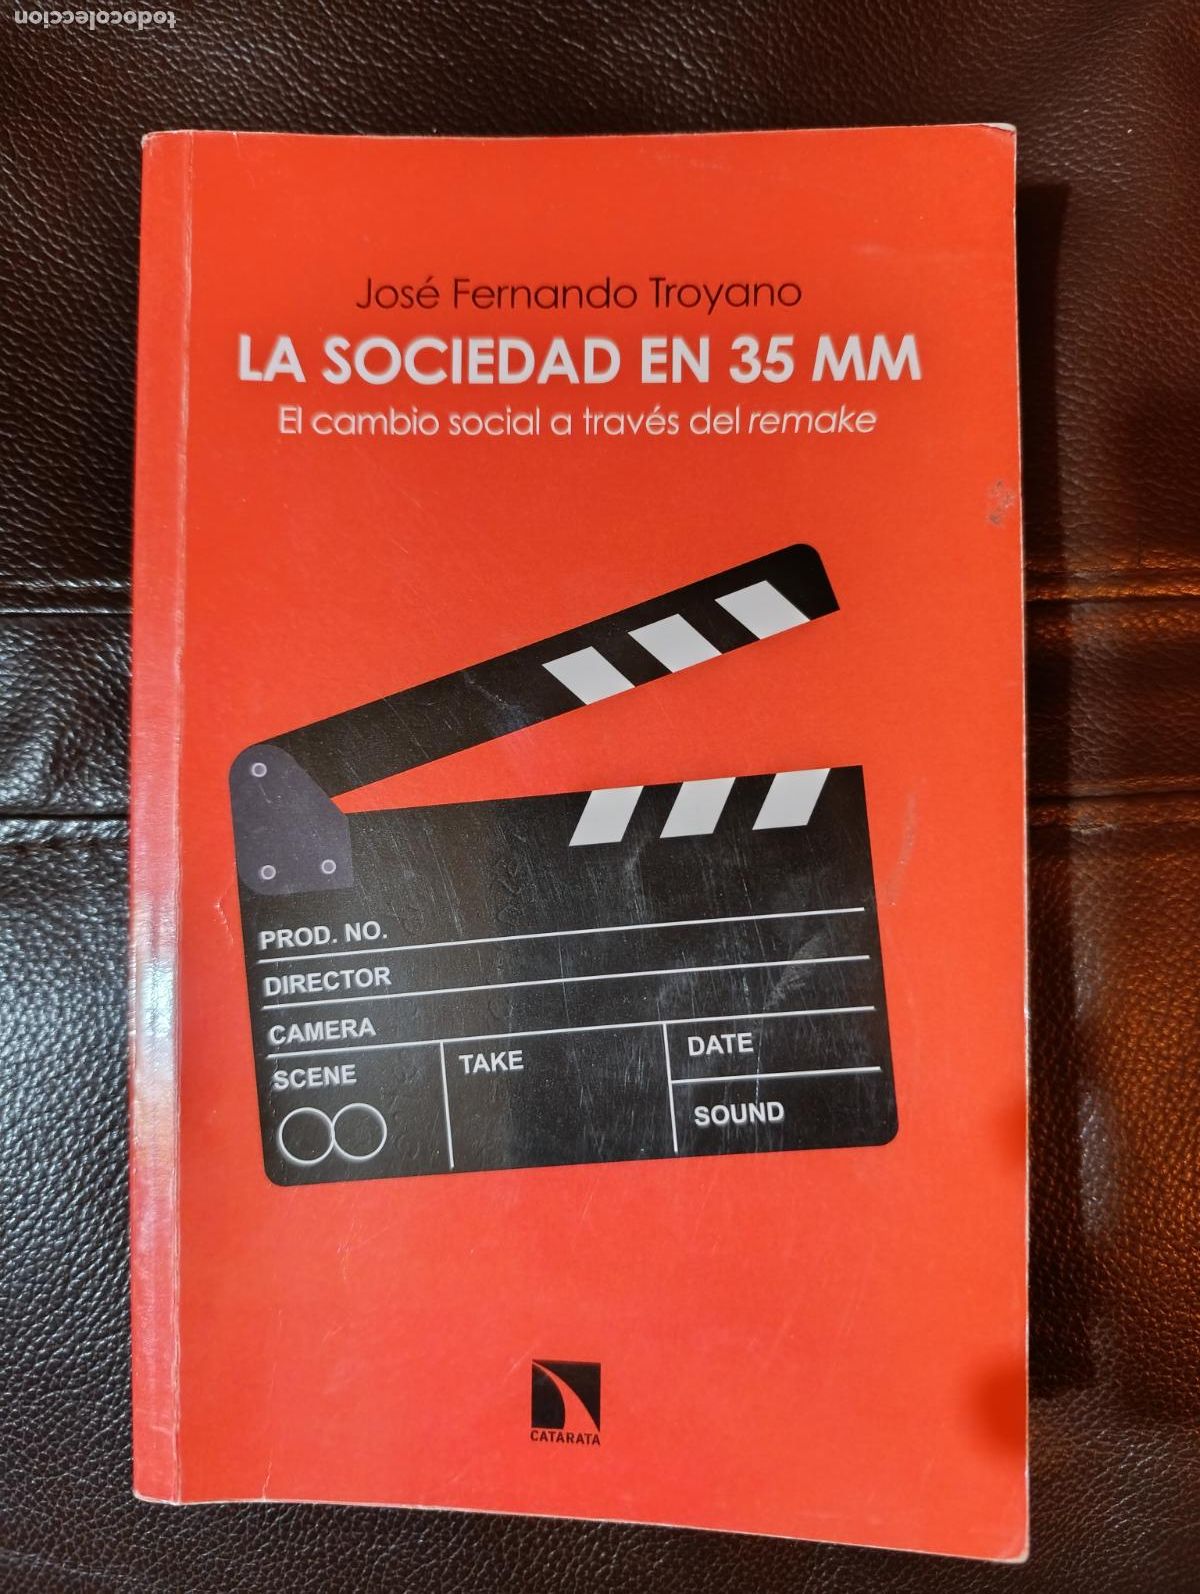 todocoleccion
José Fernando Troyano
LA SOCIEDAD EN 35 MM
El cambio social a través del remake
PROD. NO.
DIRECTOR
CAMERA
SCENE
TAKE
DATE
SOUND
CATARATA